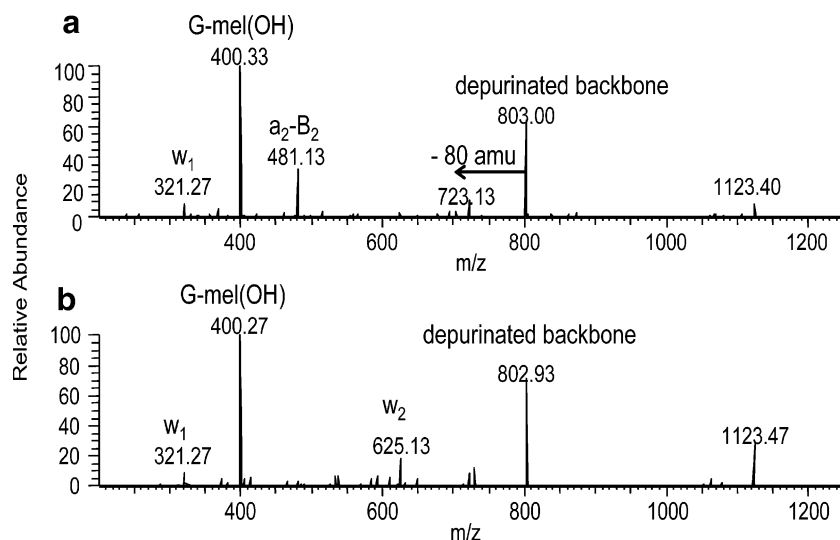 a
G-mel(OH)
400.33
depurinated backbone
803.00
a2-B2
481.13
- 80 amu
w1
321.27
723.13
1123.40
100
80
60
40
20
0
400 600 800 1000 1200
m/z
Relative Abundance
b
G-mel(OH)
400.27
depurinated backbone
802.93
w2
625.13
w1
321.27
1123.47
100
80
60
40
20
0
400 600 800 1000 1200
m/z